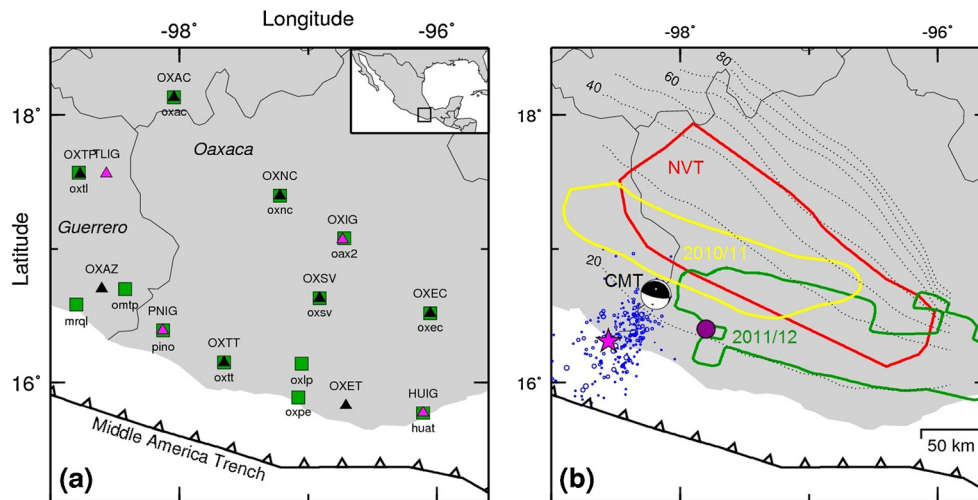 Longitude
-98˚
-96˚
18˚
16˚
Latitude
OXAC
oxac
Oaxaca
TLIG
oxtl
OXNC
oxnc
Guerrero
OXIG
oax2
OXAZ
omtp
mrql
OXSV
oxsv
OXEC
oxec
PNIG
pino
OXTT
oxtt
oxlp
oxpe
OXET
HUIG
huat
Middle America Trench
(a)
-98˚
-96˚
18˚
16˚
80
60
40
20
NVT
2010/11
CMT
2011/12
50 km
(b)